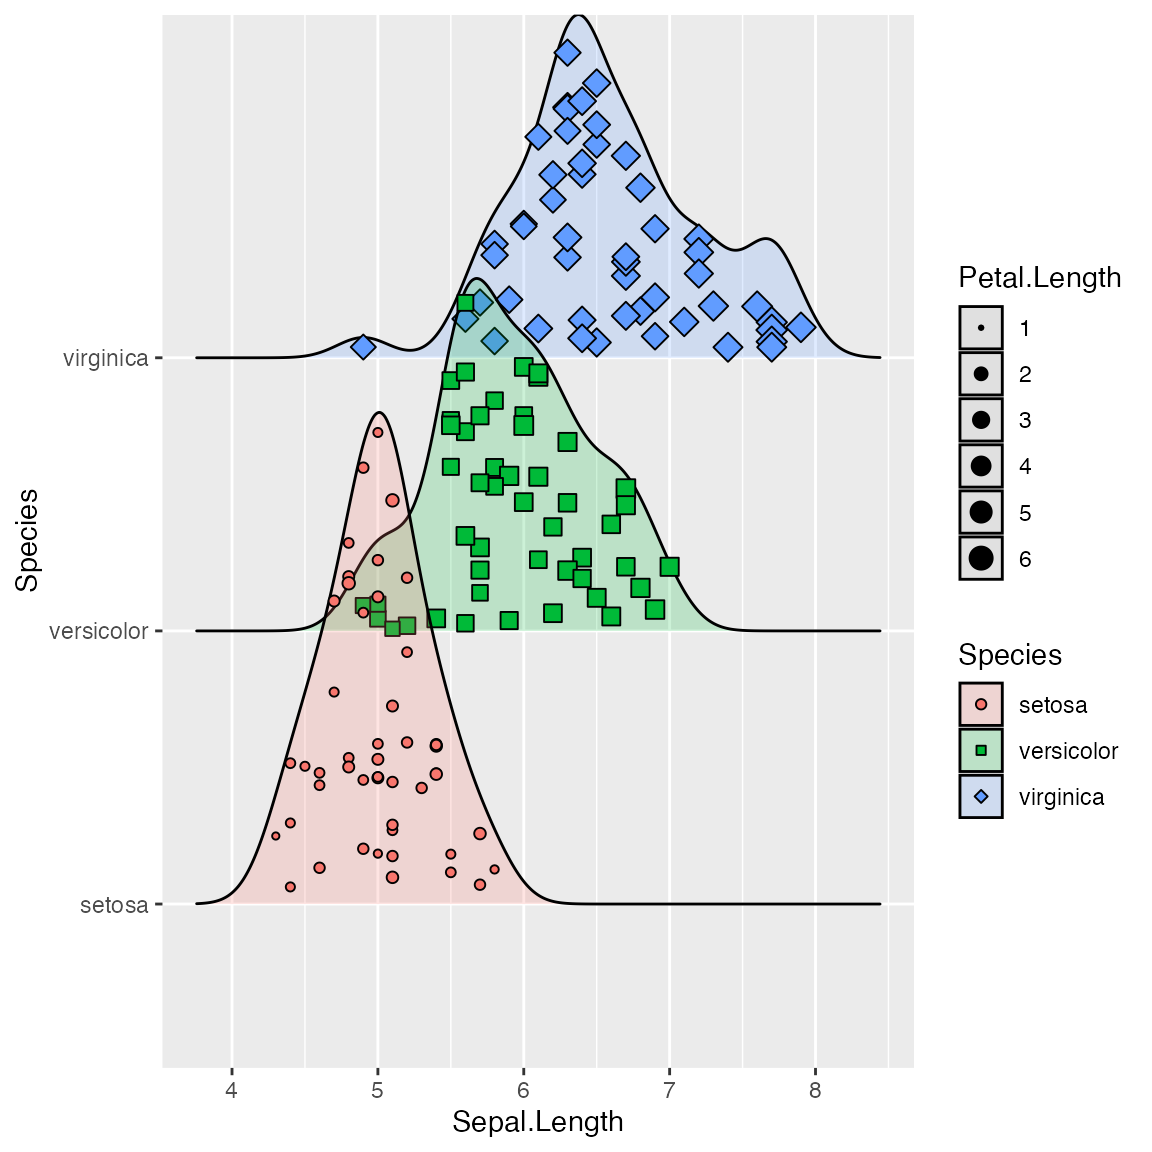 Species
virginica
versicolor
setosa
4 5 6 7 8
Sepal.Length
Petal.Length
1
2
3
4
5
6
Species
setosa
versicolor
virginica